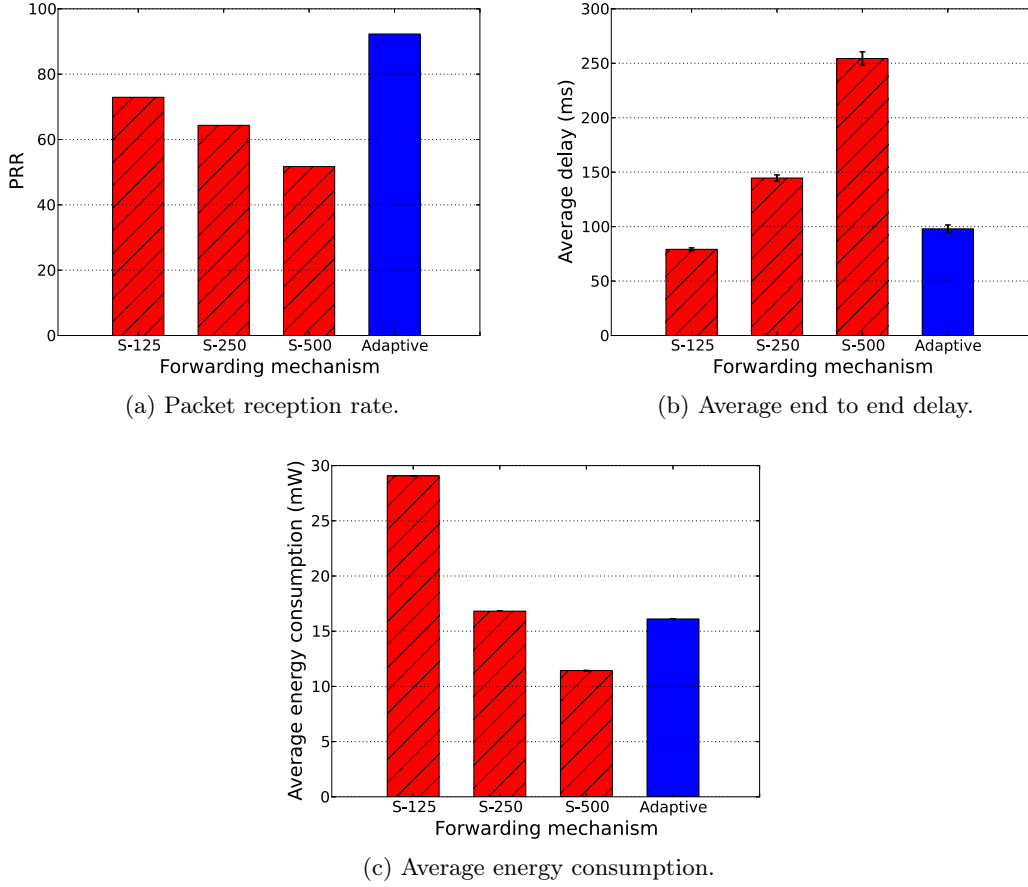 100
80
60
40
20
0
PRR
S-125 S-250 S-500 Adaptive
Forwarding mechanism
(a) Packet reception rate.
300
250
200
150
100
50
0
Average delay (ms)
S-125 S-250 S-500 Adaptive
Forwarding mechanism
(b) Average end to end delay.
30
25
20
15
10
5
0
Average energy consumption (mW)
S-125 S-250 S-500 Adaptive
Forwarding mechanism
(c) Average energy consumption.